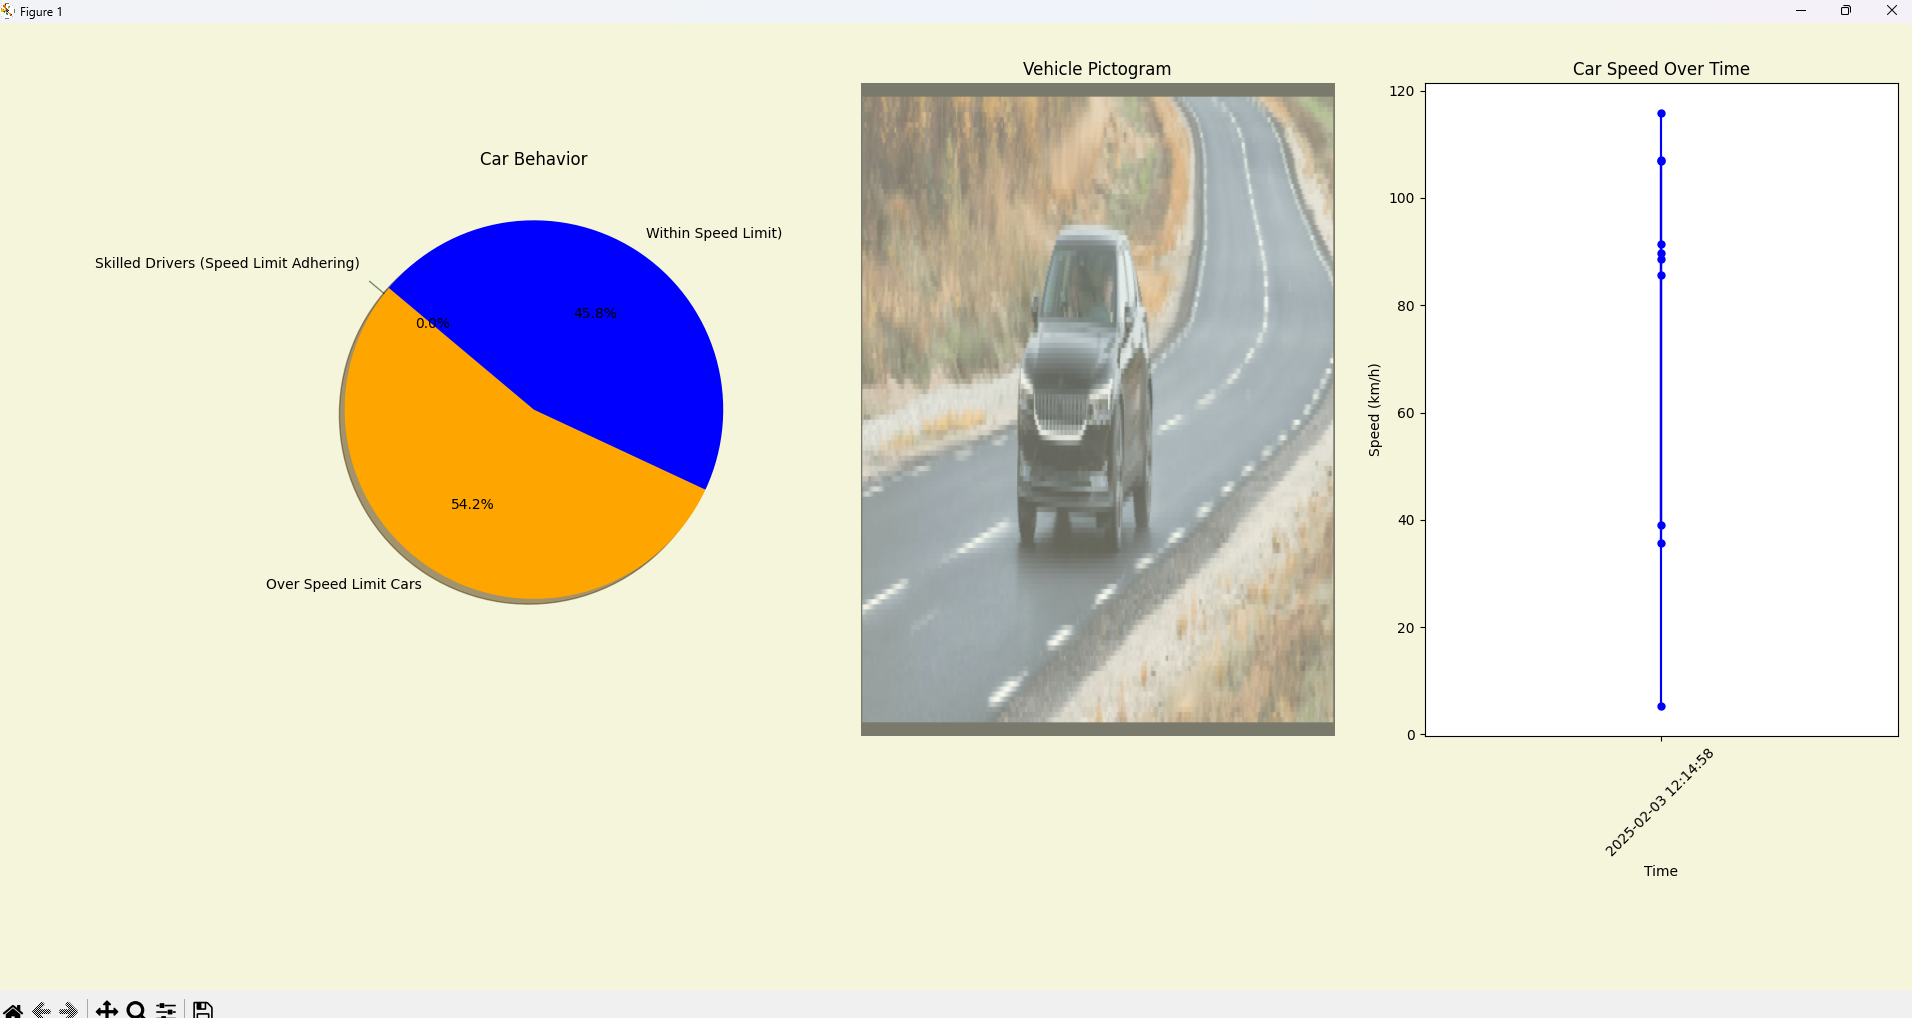 Figure 1
Car Behavior
Within Speed Limit)
Skilled Drivers (Speed Limit Adhering)
0.0%
45.8%
54.2%
Over Speed Limit Cars
Vehicle Pictogram
Car Speed Over Time
120
100
80
60
40
20
0
Speed (km/h)
2025-02-03 12:14:58
Time